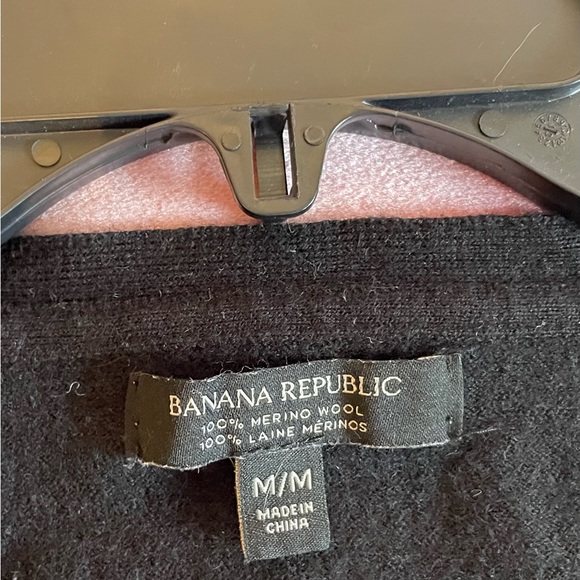 BANANA REPUBLIC
100% MERINO WOOL
100% LAINE MÉRINOS
M/M
MADE IN
CHINA